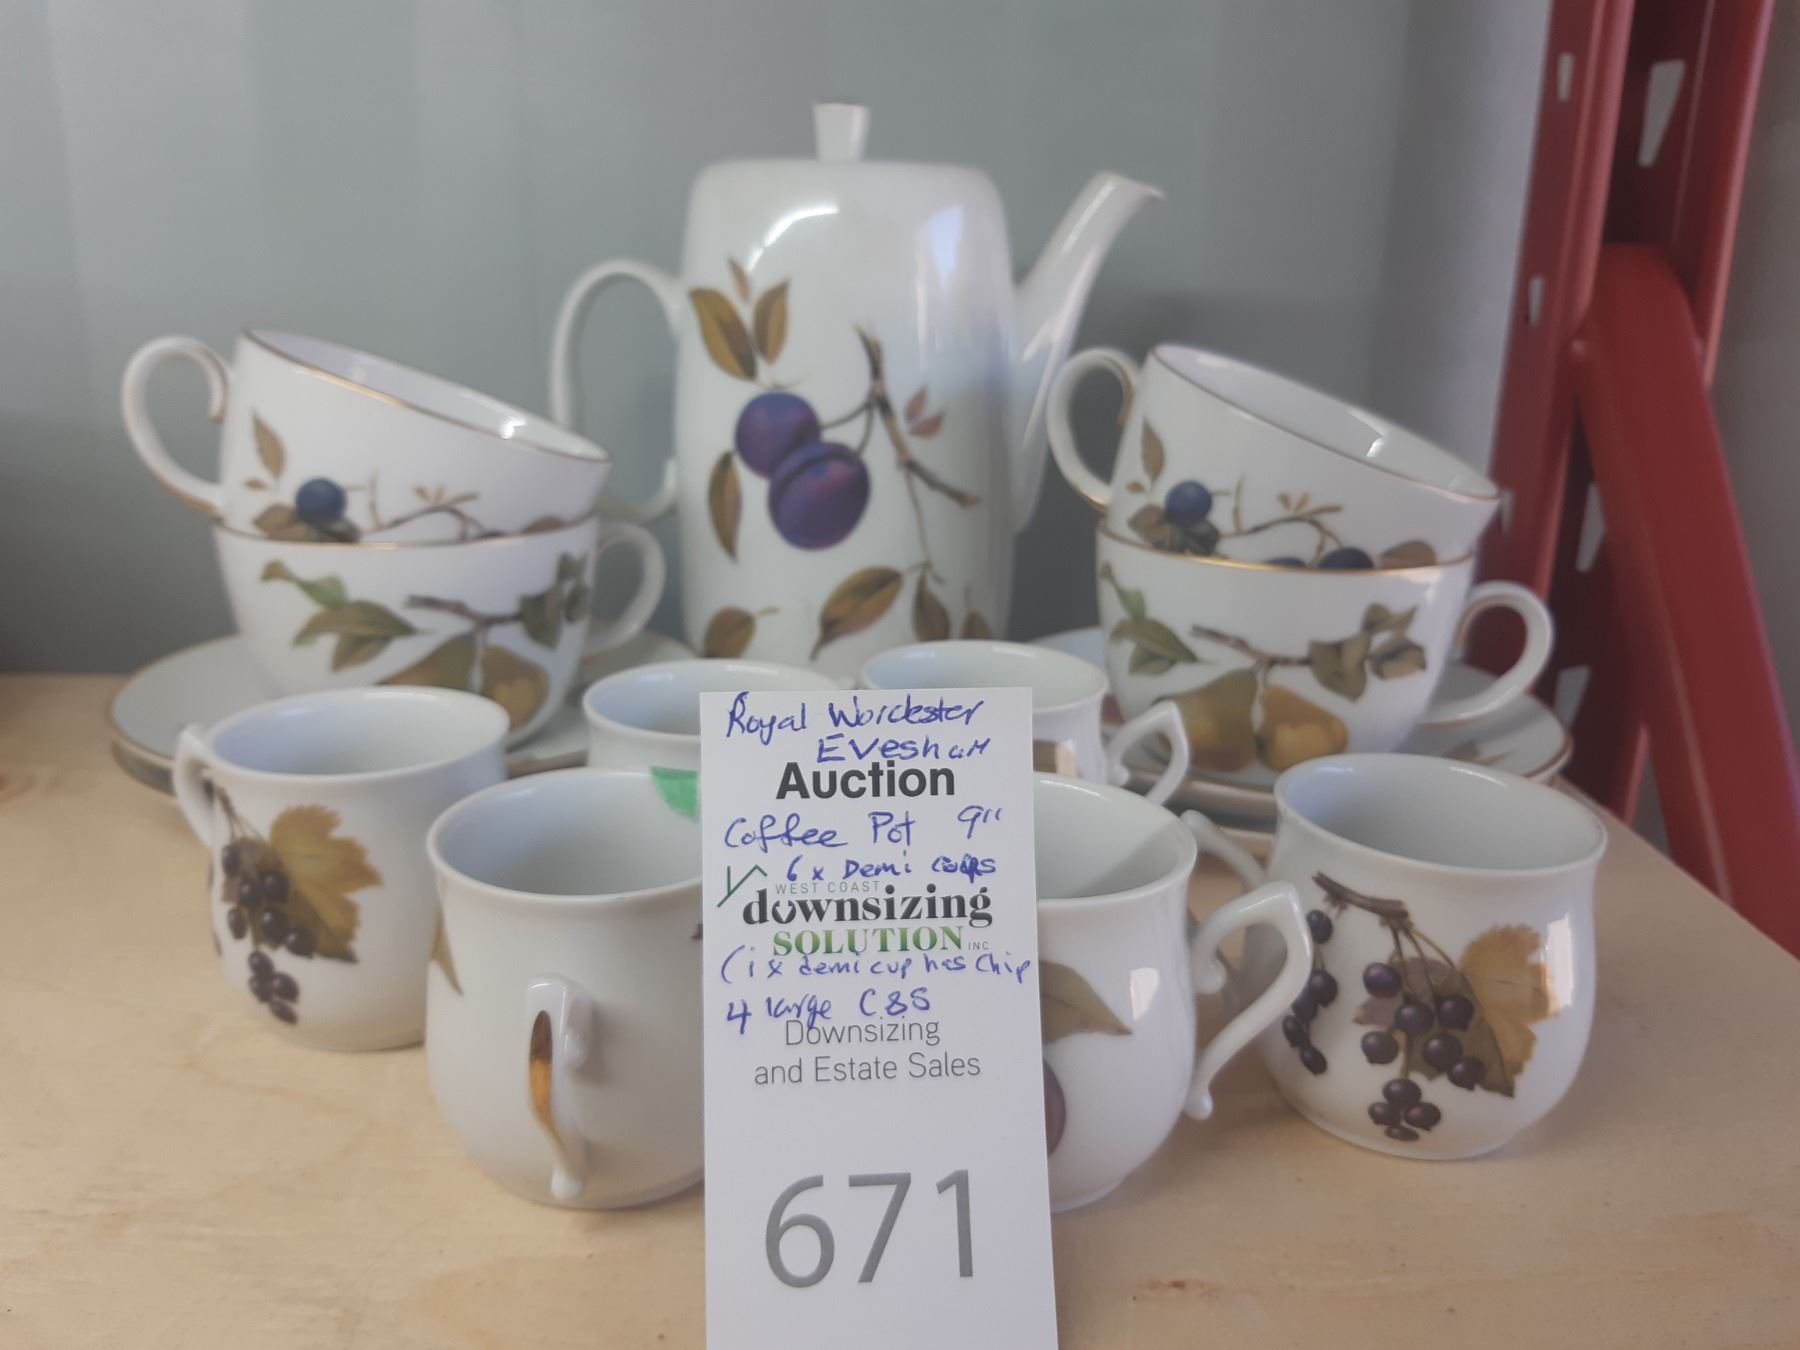 Royal Worcester
Evesham
Auction
Coffee Pot 9"
6 x Demi cups
WEST COAST
downsizing
SOLUTION INC
(1 x demi cup has Chip
4 large C&S
Downsizing
and Estate Sales
671